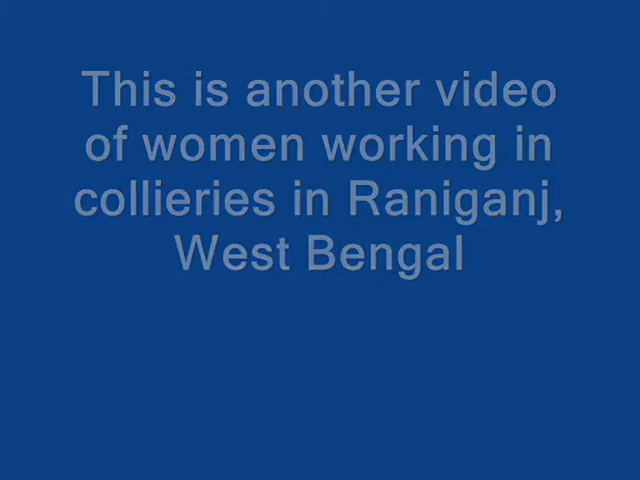 This is another video
of women working in
collieries in Raniganj,
West Bengal